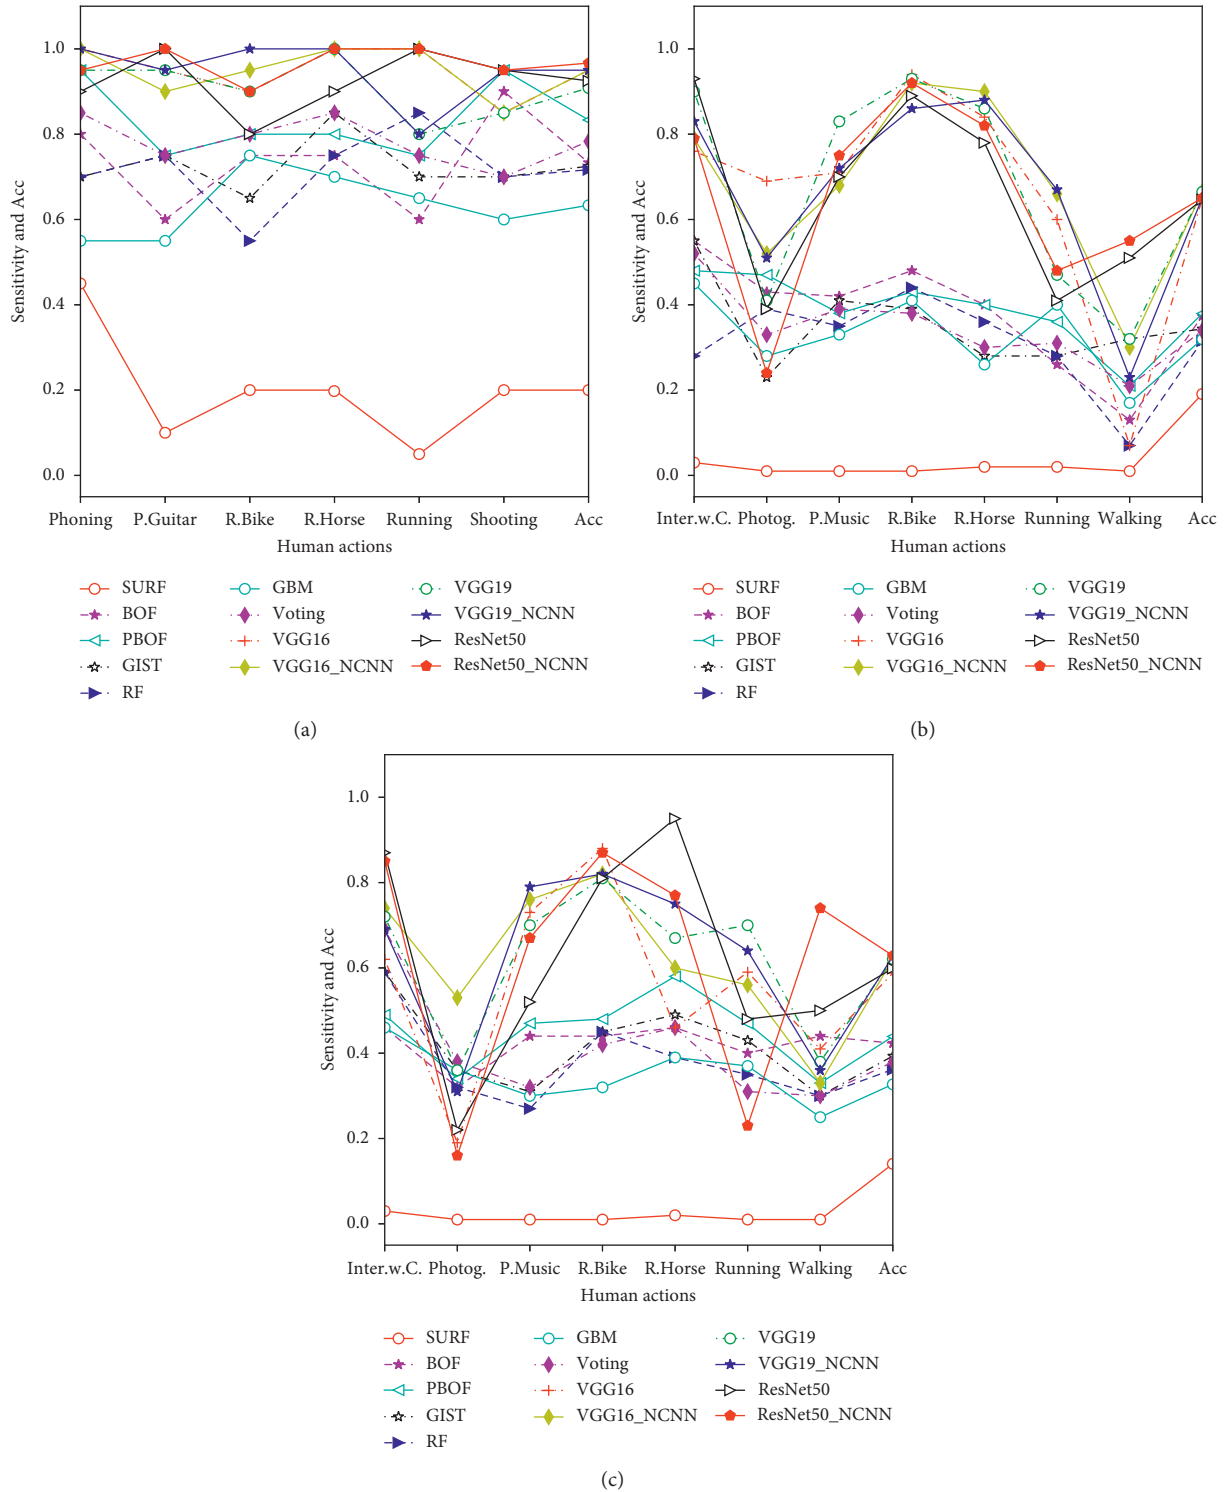 1.0
0.8
0.6
0.4
0.2
0.0
Sensitivity and Acc
Phoning P.Guitar R.Bike R.Horse Running Shooting Acc
Human actions
SURF GBM VGG19
BOF Voting VGG19_NCNN
PBOF VGG16 ResNet50
GIST VGG16_NCNN ResNet50_NCNN
RF
(a)
1.0
0.8
0.6
0.4
0.2
0.0
Sensitivity and Acc
Inter.w.C. Photog. P.Music R.Bike R.Horse Running Walking Acc
Human actions
SURF GBM VGG19
BOF Voting VGG19_NCNN
PBOF VGG16 ResNet50
GIST VGG16_NCNN ResNet50_NCNN
RF
(b)
1.0
0.8
0.6
0.4
0.2
0.0
Sensitivity and Acc
Inter.w.C. Photog. P.Music R.Bike R.Horse Running Walking Acc
Human actions
SURF GBM VGG19
BOF Voting VGG19_NCNN
PBOF VGG16 ResNet50
GIST VGG16_NCNN ResNet50_NCNN
RF
(c)